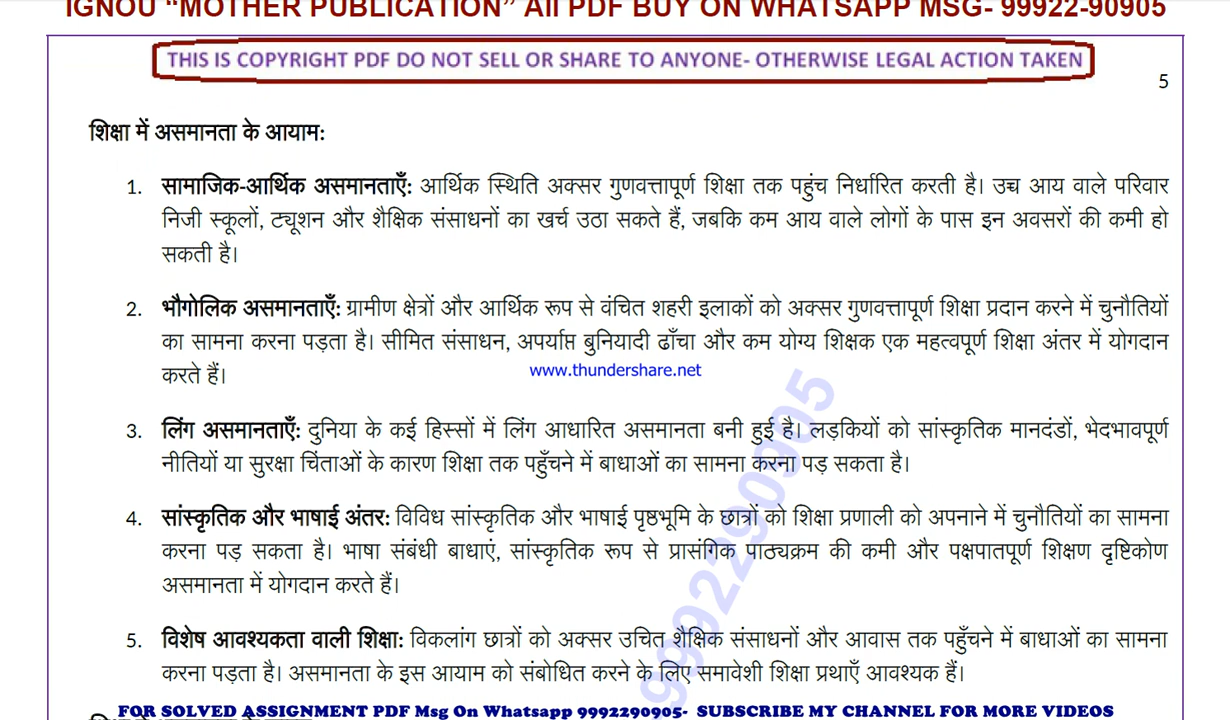 IGNOU “MOTHER PUBLICATION” All PDF BUY ON WHATSAPP MSG- 99922-90905
THIS IS COPYRIGHT PDF DO NOT SELL OR SHARE TO ANYONE- OTHERWISE LEGAL ACTION TAKEN
5
शिक्षा में असमानता के आयाम:
1. सामाजिक-आर्थिक असमानताएँ: आर्थिक स्थिति अक्सर गुणवत्तापूर्ण शिक्षा तक पहुंच निर्धारित करती है। उच्च आय वाले परिवार
निजी स्कूलों, ट्यूशन और शैक्षिक संसाधनों का खर्च उठा सकते हैं, जबकि कम आय वाले लोगों के पास इन अवसरों की कमी हो
सकती है।
2. भौगोलिक असमानताएँ: ग्रामीण क्षेत्रों और आर्थिक रूप से वंचित शहरी इलाकों को अक्सर गुणवत्तापूर्ण शिक्षा प्रदान करने में चुनौतियों
का सामना करना पड़ता है। सीमित संसाधन, अपर्याप्त बुनियादी ढाँचा और कम योग्य शिक्षक एक महत्वपूर्ण शिक्षा अंतर में योगदान
करते हैं।
www.thundershare.net
3. लिंग असमानताएँ: दुनिया के कई हिस्सों में लिंग आधारित असमानता बनी हुई है। लड़कियों को सांस्कृतिक मानदंडों, भेदभावपूर्ण
नीतियों या सुरक्षा चिंताओं के कारण शिक्षा तक पहुँचने में बाधाओं का सामना करना पड़ सकता है।
4. सांस्कृतिक और भाषाई अंतर: विविध सांस्कृतिक और भाषाई पृष्ठभूमि के छात्रों को शिक्षा प्रणाली को अपनाने में चुनौतियों का सामना
करना पड़ सकता है। भाषा संबंधी बाधाएं, सांस्कृतिक रूप से प्रासंगिक पाठ्यक्रम की कमी और पक्षपातपूर्ण शिक्षण दृष्टिकोण
असमानता में योगदान करते हैं।
5. विशेष आवश्यकता वाली शिक्षा: विकलांग छात्रों को अक्सर उचित शैक्षिक संसाधनों और आवास तक पहुँचने में बाधाओं का सामना
करना पड़ता है। असमानता के इस आयाम को संबोधित करने के लिए समावेशी शिक्षा प्रथाएँ आवश्यक हैं।
9992290905
FOR SOLVED ASSIGNMENT PDF Msg On Whatsapp 9992290905- SUBSCRIBE MY CHANNEL FOR MORE VIDEOS